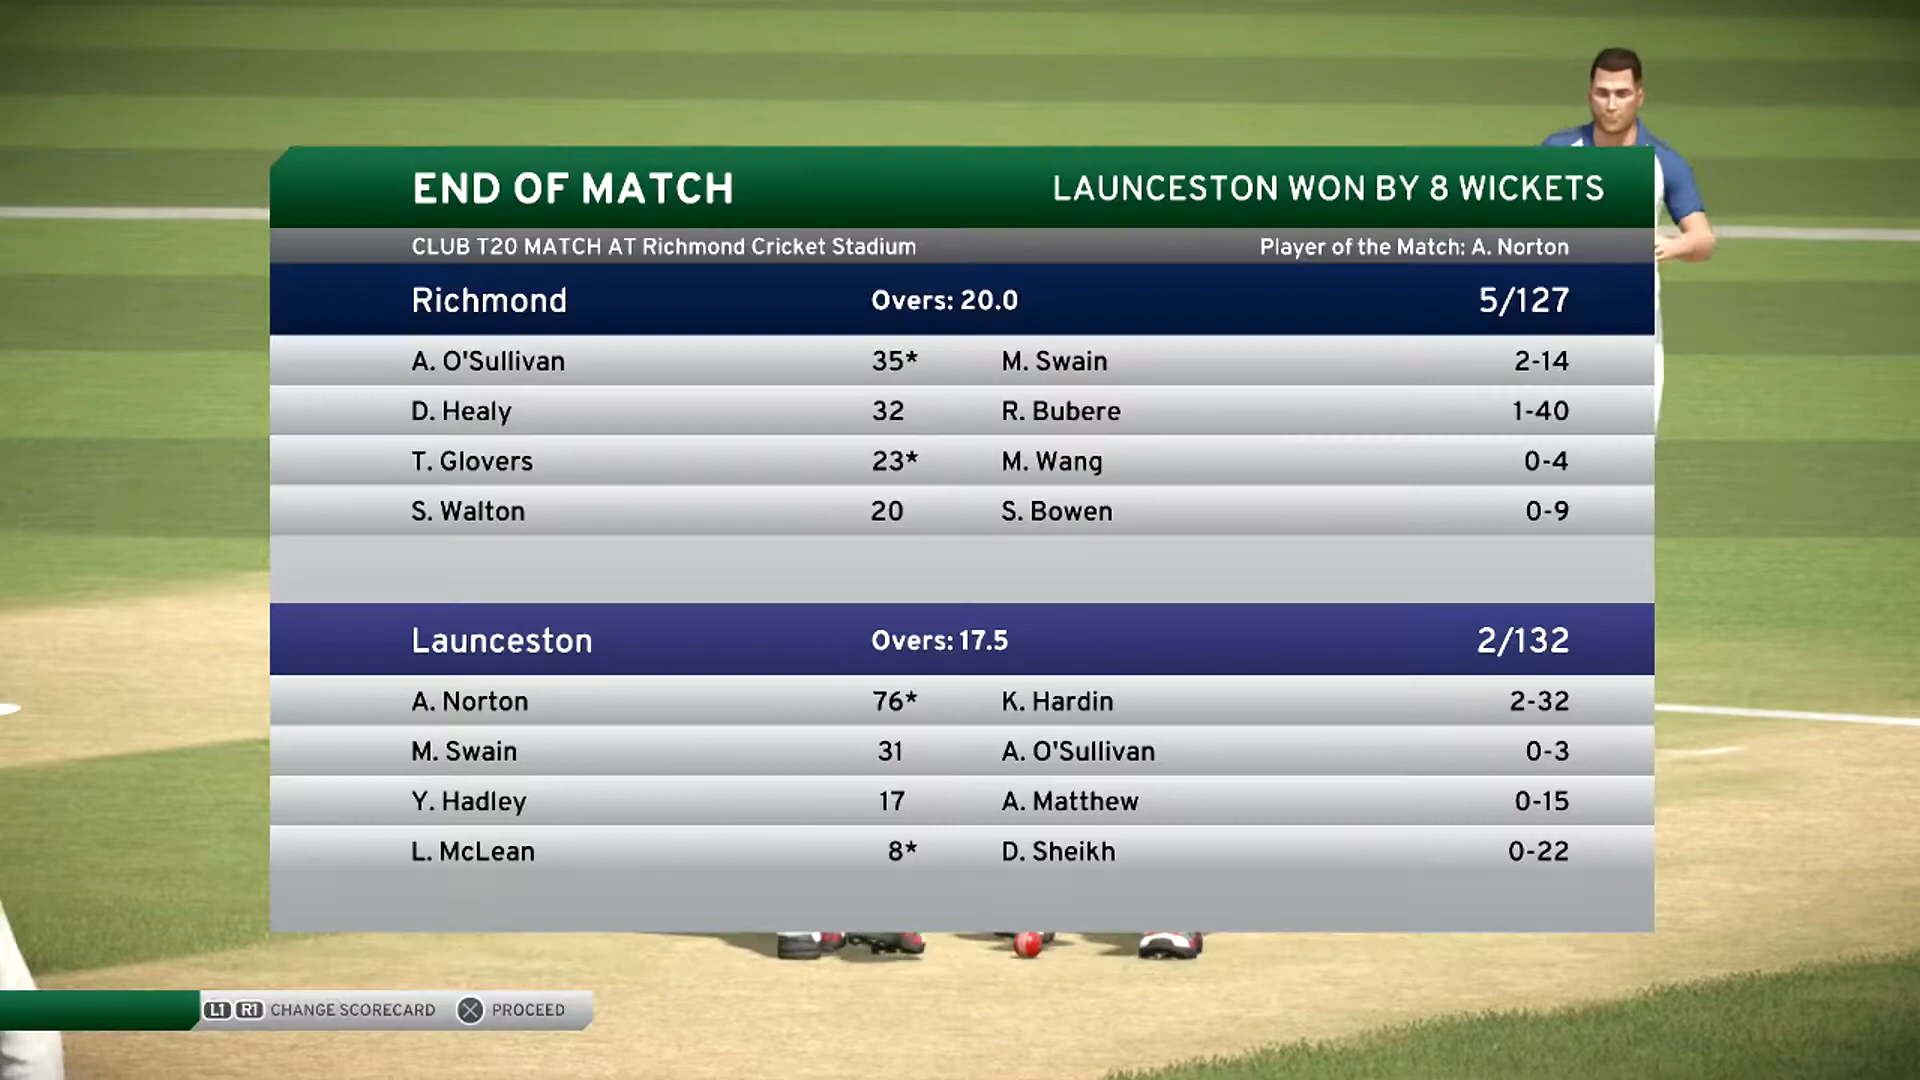 END OF MATCH LAUNCESTON WON BY 8 WICKETS
CLUB T20 MATCH AT Richmond Cricket Stadium Player of the Match: A. Norton
Richmond Overs: 20.0 5/127
A. O'Sullivan 35* M. Swain 2-14
D. Healy 32 R. Bubere 1-40
T. Glovers 23* M. Wang 0-4
S. Walton 20 S. Bowen 0-9
Launceston Overs: 17.5 2/132
A. Norton 76* K. Hardin 2-32
M. Swain 31 A. O'Sullivan 0-3
Y. Hadley 17 A. Matthew 0-15
L. McLean 8* D. Sheikh 0-22
L1 R1 CHANGE SCORECARD PROCEED